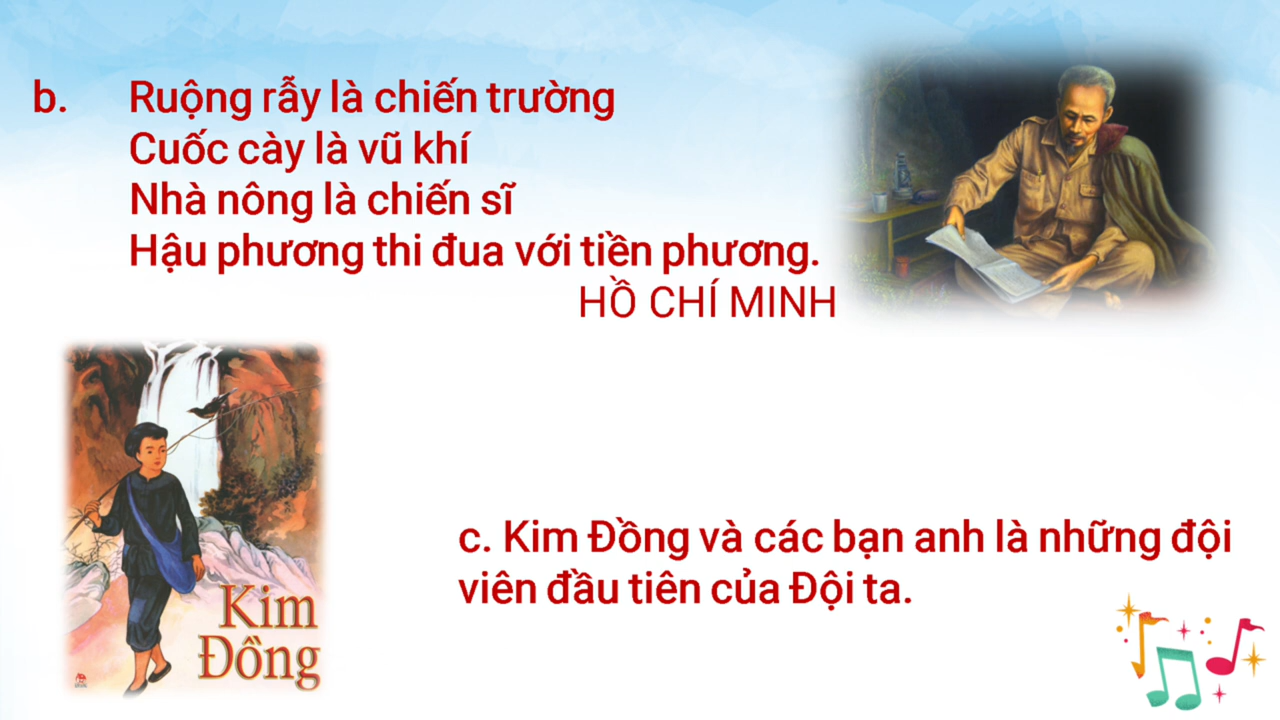 b. Ruộng rẫy là chiến trường
Cuốc cày là vũ khí
Nhà nông là chiến sĩ
Hậu phương thi đua với tiền phương.
HỒ CHÍ MINH
Kim
Đồng
c. Kim Đồng và các bạn anh là những đội
viên đầu tiên của Đội ta.